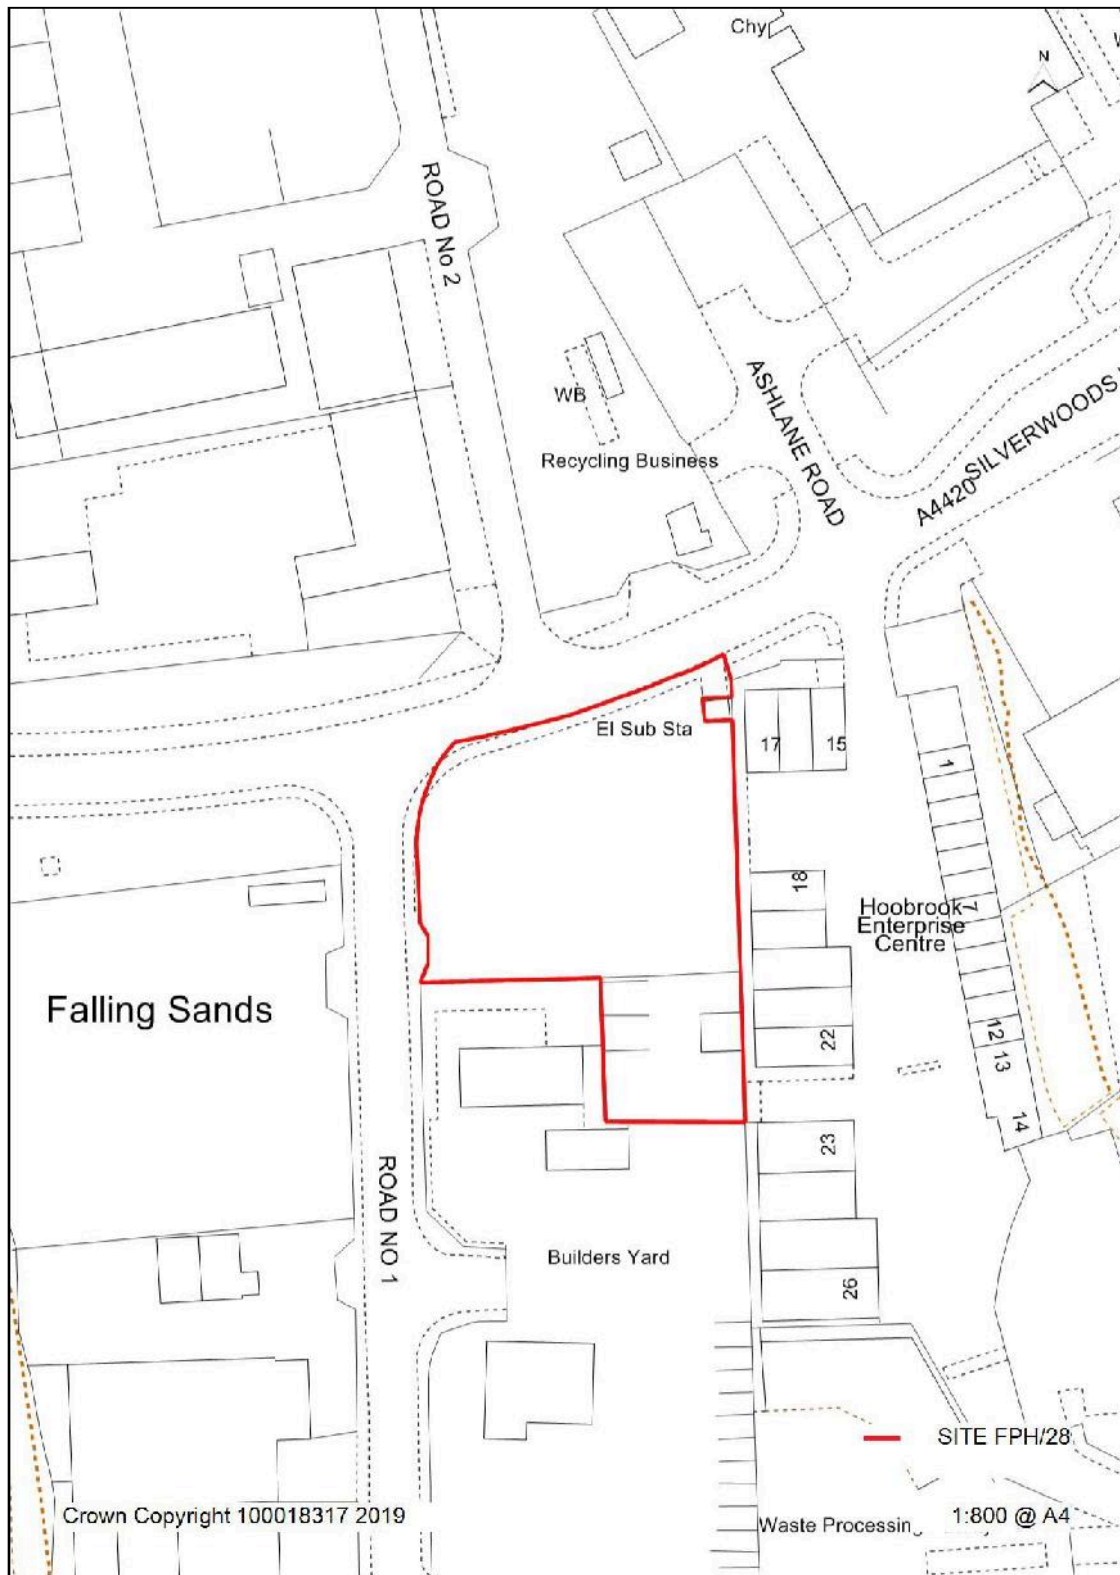 Chy
N
ROAD No 2
WB
ASHLANE ROAD
Recycling Business
A4420
SILVERWOODS
El Sub Sta
17
15
1
18
7
Hoobrook
Enterprise
Centre
Falling Sands
22
12
13
14
23
ROAD NO 1
Builders Yard
26
SITE FPH/28
Crown Copyright 100018317 2019
1:800 @ A4
Waste Processing